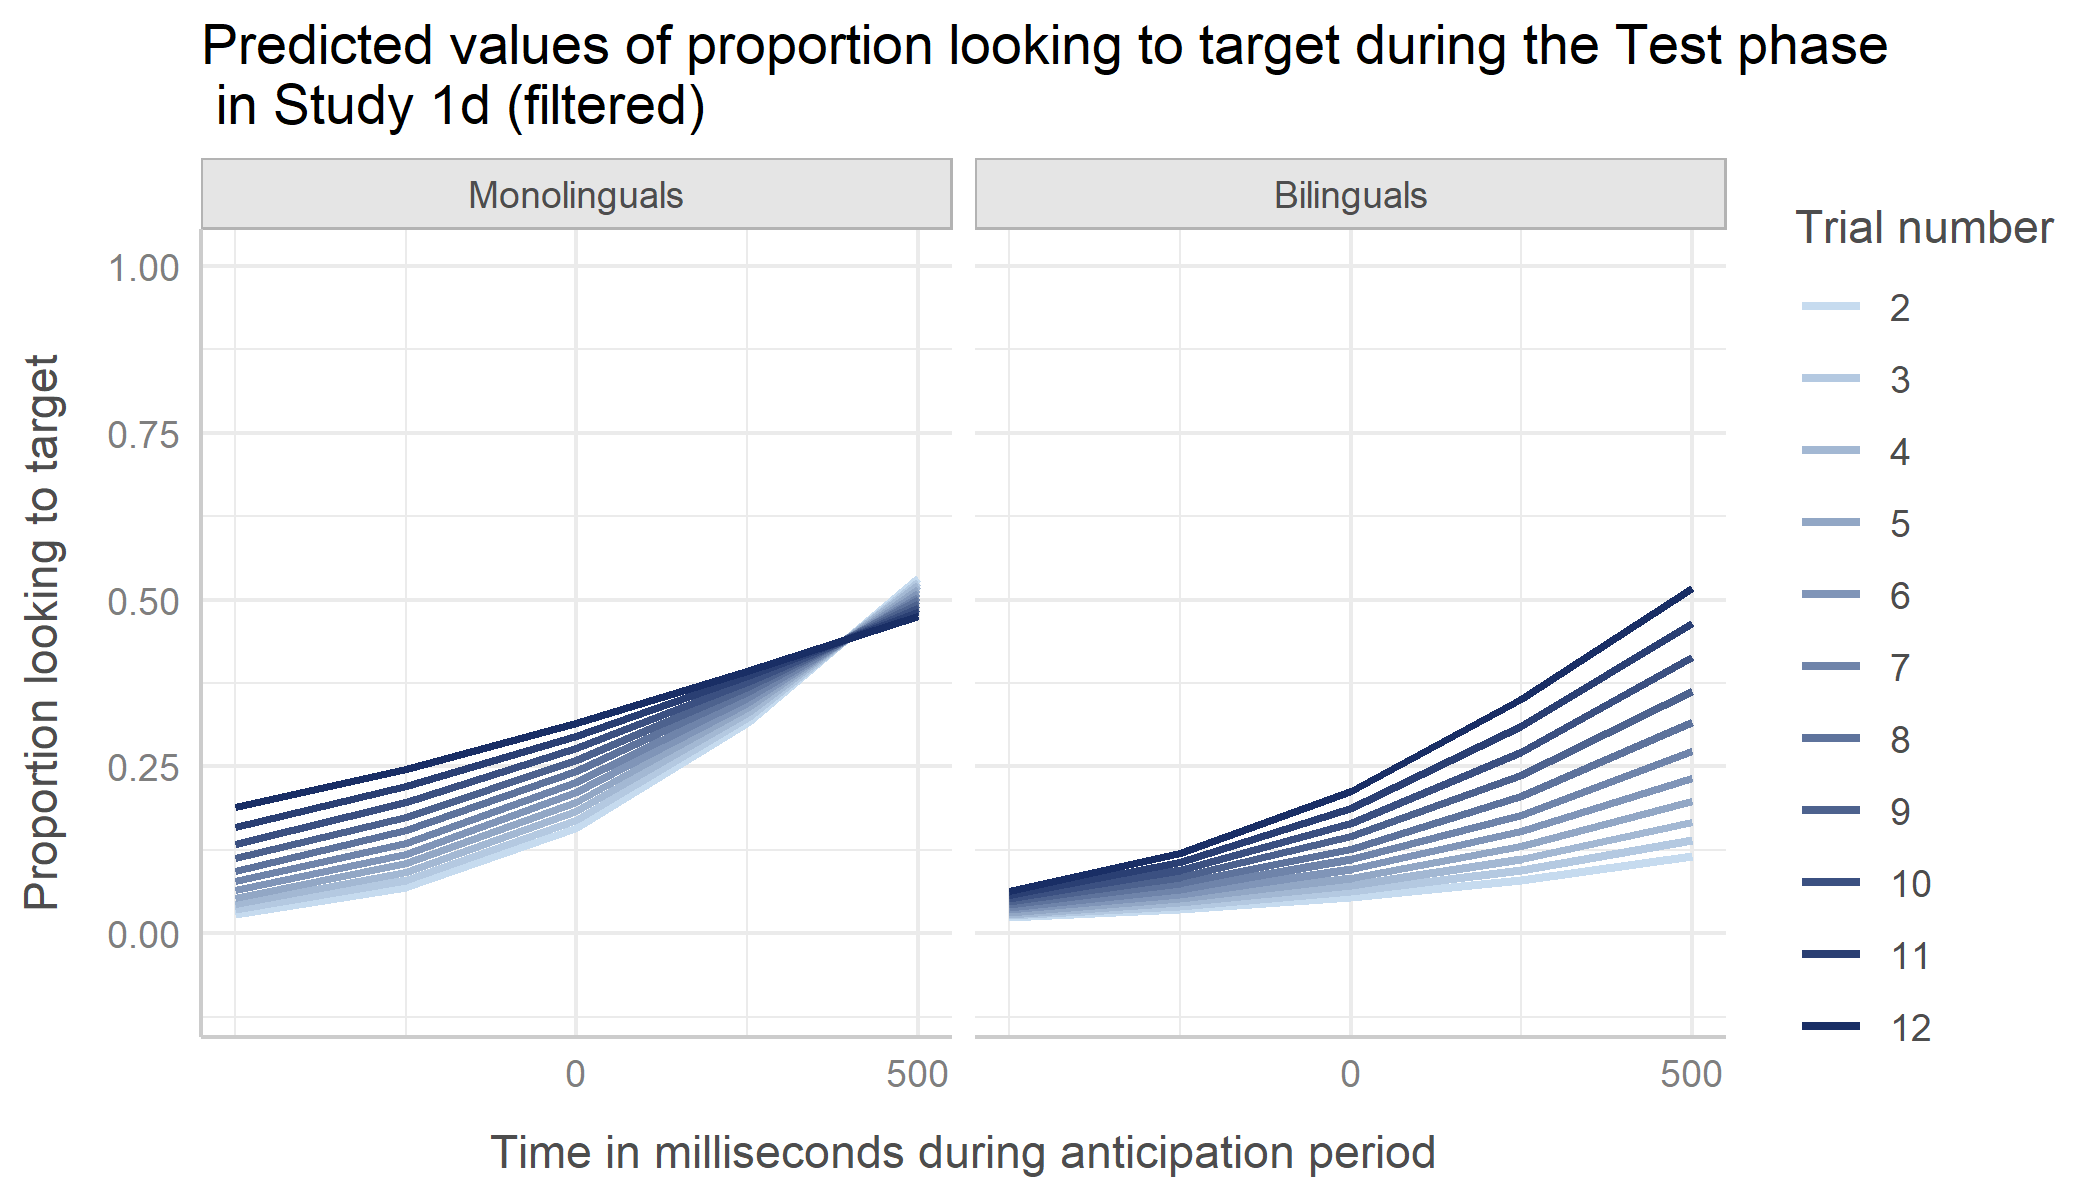 Predicted values of proportion looking to target during the Test phase
in Study 1d (filtered)
Monolinguals
Bilinguals
Proportion looking to target
1.00
0.75
0.50
0.25
0.00
0
500
0
500
Time in milliseconds during anticipation period
Trial number
2
3
4
5
6
7
8
9
10
11
12